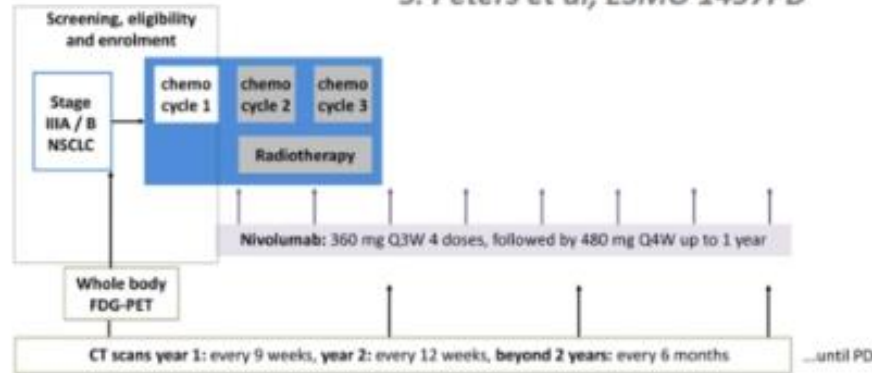 S. Peters et al, ESMO 1457PD
Screening, eligibility
and enrolment
Stage
IIIA / B
NSCLC
chemo
cycle 1
chemo
cycle 2
chemo
cycle 3
Radiotherapy
Nivolumab: 360 mg Q3W 4 doses, followed by 480 mg Q4W up to 1 year
Whole body
FDG-PET
CT scans year 1: every 9 weeks, year 2: every 12 weeks, beyond 2 years: every 6 months
...until PD